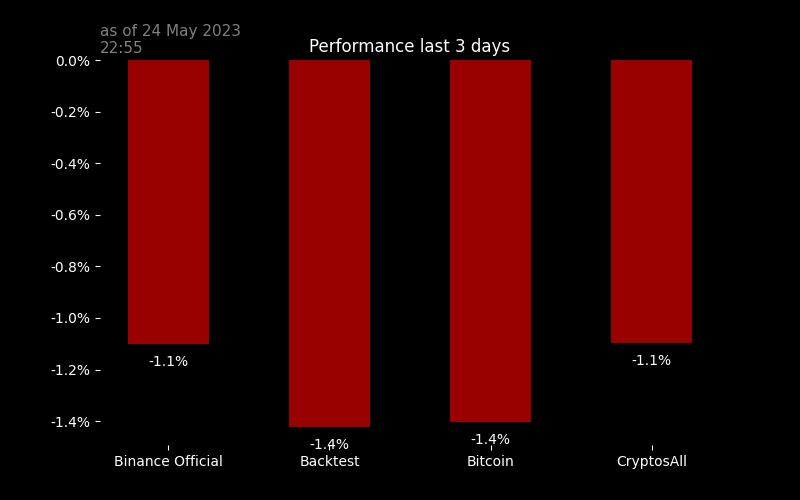 as of 24 May 2023
22:55
Performance last 3 days
0.0%
-0.2%
-0.4%
-0.6%
-0.8%
-1.0%
-1.2%
-1.4%
-1.1%
-1.4%
-1.4%
-1.1%
Binance Official
Backtest
Bitcoin
CryptosAll